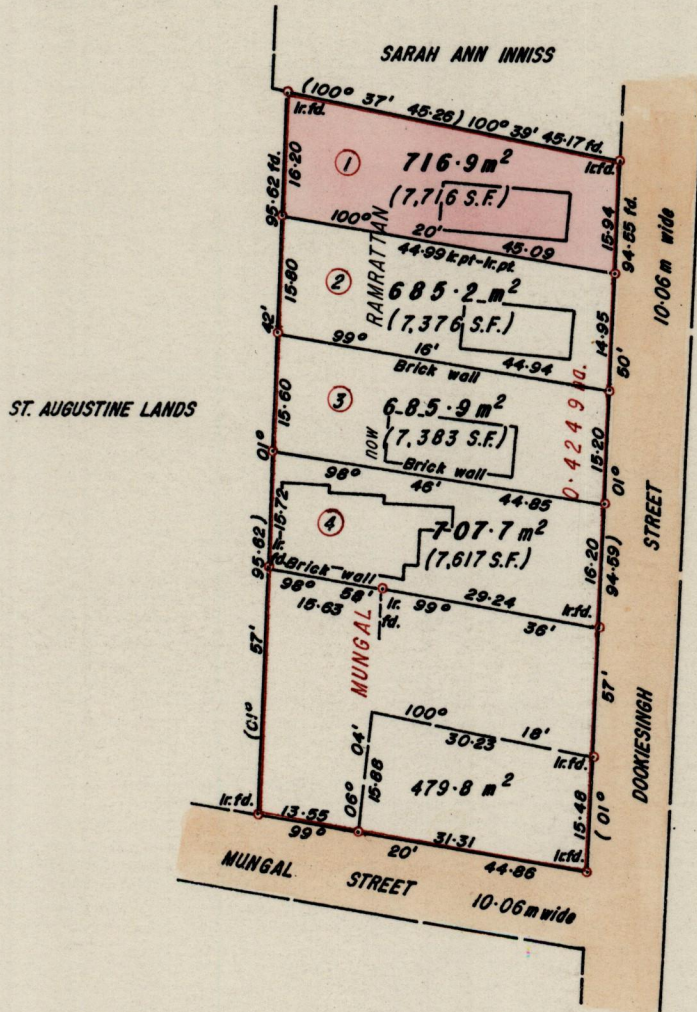 SARAH ANN INNISS
(100° 37' 45·26) 100° 39' 45·17 fd.
Ir.fd.
Ir.fd.
1
716·9 m²
(7,716 S.F.)
16·20
95·62 fd.
15·94
94·55 fd.
10·06 m wide
100° 20' 45·09
44·99 Ir.pt-Ir.pt.
RAMRATTAN
2
685·2 m²
(7,376 S.F.)
15·80
14·95
42'
50'
99° 16' 44·94
Brick wall
ST. AUGUSTINE LANDS
3
685·9 m²
(7,383 S.F.)
now
0·4249 ha.
15·60
15·20
01°
01°
Brick wall
98° 46' 44·85
4
707·7 m²
(7,617 S.F.)
Ir. 15·72
fd.
95·62)
16·20
94·59)
STREET
Brick wall
98° 58'
15·63
Ir.
fd.
99° 29·24 36'
Ir.fd.
MUNGAL
57'
57'
(01°
100° 30·23 18'
Ir.fd.
06° 04'
15·88
479·8 m²
15·48
(01°
DOOKIESINGH
Ir.fd.
13·55
99° 20' 44·86
31·31
Ir.fd.
MUNGAL STREET
10·06 m wide